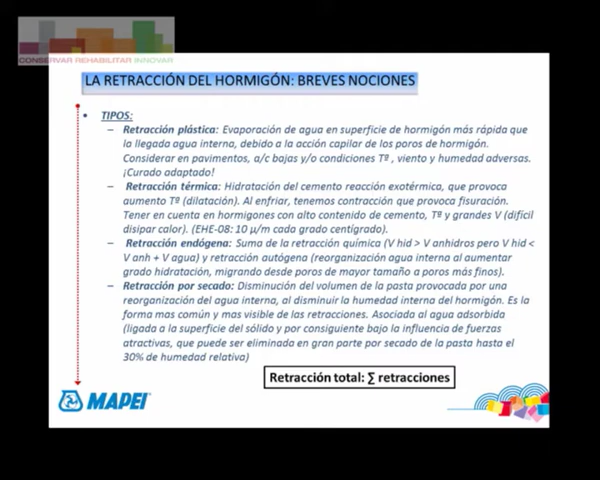 CONSERVAR REHABILITAR INNOVAR
LA RETRACCIÓN DEL HORMIGÓN: BREVES NOCIONES
• TIPOS:
– Retracción plástica: Evaporación de agua en superficie de hormigón más rápida que
la llegada agua interna, debido a la acción capilar de los poros de hormigón.
Considerar en pavimentos, a/c bajas y/o condiciones Tª , viento y humedad adversas.
¡Curado adaptado!
– Retracción térmica: Hidratación del cemento reacción exotérmica, que provoca
aumento Tª (dilatación). Al enfriar, tenemos contracción que provoca fisuración.
Tener en cuenta en hormigones con alto contenido de cemento, Tª y grandes V (difícil
disipar calor). (EHE-08: 10 µ/m cada grado centígrado).
– Retracción endógena: Suma de la retracción química (V hid > V anhidros pero V hid <
V anh + V agua) y retracción autógena (reorganización agua interna al aumentar
grado hidratación, migrando desde poros de mayor tamaño a poros más finos).
– Retracción por secado: Disminución del volumen de la pasta provocada por una
reorganización del agua interna, al disminuir la humedad interna del hormigón. Es la
forma mas común y mas visible de las retracciones. Asociada al agua adsorbida
(ligada a la superficie del sólido y por consiguiente bajo la influencia de fuerzas
atractivas, que puede ser eliminada en gran parte por secado de la pasta hasta el
30% de humedad relativa)
Retracción total: ∑ retracciones
MAPEI